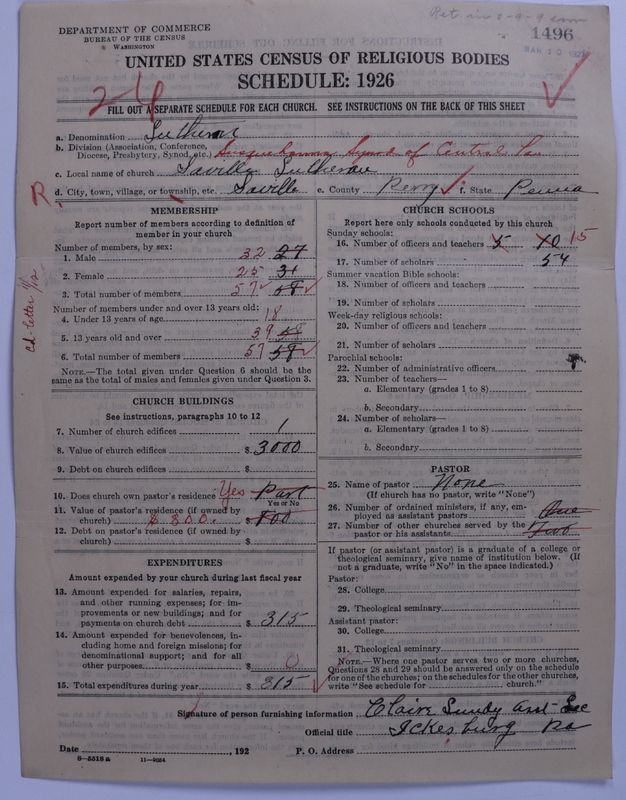 DEPARTMENT OF COMMERCE
BUREAU OF THE CENSUS
WASHINGTON
1496
UNITED STATES CENSUS OF RELIGIOUS BODIES
SCHEDULE: 1926
24
FILL OUT A SEPARATE SCHEDULE FOR EACH CHURCH. SEE INSTRUCTIONS ON THE BACK OF THIS SHEET
a. Denomination Lutheran
b. Division (Association, Conference,
Diocese, Presbytery, Synod, etc.) Susquehanna Synod of Central Pa
c. Local name of church Saville Lutheran
R d. City, town, village, or township, etc. Saville e. County Perry f. State Penna
MEMBERSHIP
Report number of members according to definition of
member in your church
Number of members, by sex:
1. Male 32 27
2. Female 25 31
3. Total number of members 57 58
Number of members under and over 13 years old:
4. Under 13 years of age 18
5. 13 years old and over 39 58
6. Total number of members 57 58
NOTE.—The total given under Question 6 should be
the same as the total of males and females given under Question 3.
CHURCH BUILDINGS
See instructions, paragraphs 10 to 12
7. Number of church edifices 1
8. Value of church edifices $ 3000
9. Debt on church edifices $
10. Does church own pastor's residence Yes Part
Yes or No
11. Value of pastor's residence (if owned by
church) $800. $ 800
12. Debt on pastor's residence (if owned by
church) $
EXPENDITURES
Amount expended by your church during last fiscal year
13. Amount expended for salaries, repairs,
and other running expenses; for im-
provements or new buildings; and for
payments on church debt $ 315
14. Amount expended for benevolences, in-
cluding home and foreign missions; for
denominational support; and for all
other purposes $ 0
15. Total expenditures during year $ 315
CHURCH SCHOOLS
Report here only schools conducted by this church
Sunday schools:
16. Number of officers and teachers 5 10 15
17. Number of scholars 54
Summer vacation Bible schools:
18. Number of officers and teachers
19. Number of scholars
Week-day religious schools:
20. Number of officers and teachers
21. Number of scholars
Parochial schools:
22. Number of administrative officers
23. Number of teachers—
a. Elementary (grades 1 to 8)
b. Secondary
24. Number of scholars—
a. Elementary (grades 1 to 8)
b. Secondary
PASTOR
25. Name of pastor None
(If church has no pastor, write "None")
26. Number of ordained ministers, if any, em-
ployed as assistant pastors One
27. Number of other churches served by the
pastor or his assistants Two
If pastor (or assistant pastor) is a graduate of a college or
theological seminary, give name of institution below. (If
not a graduate, write "No" in the space indicated.)
Pastor:
28. College
29. Theological seminary
Assistant pastor:
30. College
31. Theological seminary
NOTE.—Where one pastor serves two or more churches,
Questions 28 and 29 should be answered only on the schedule
for one of the churches; on the schedules for the other churches,
write "See schedule for church."
Signature of person furnishing information Claire Lundy asst Sec
Official title Ickesburg Pa
Date , 192 P. O. Address
8—5518a 11—9054